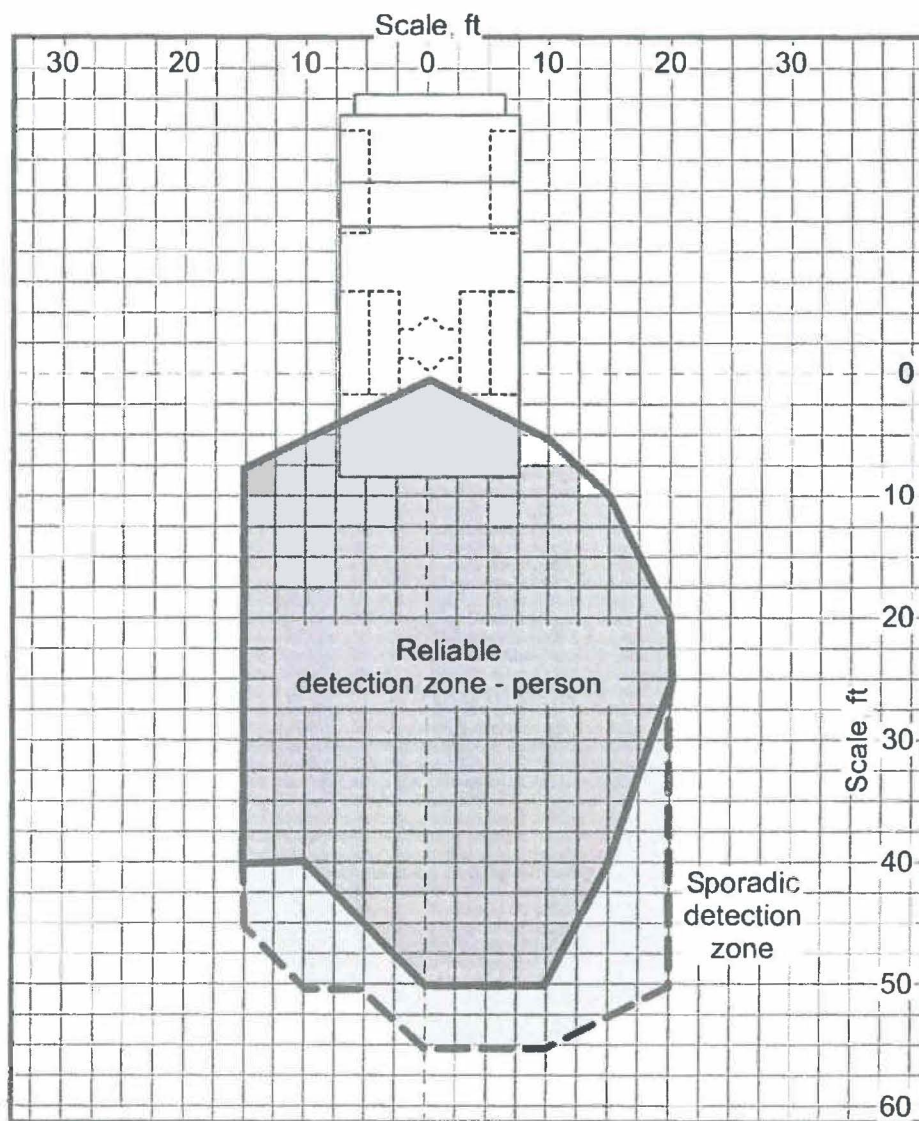 Scale, ft
30 20 10 0 10 20 30
0
10
20
Reliable
detection zone - person
30
Scale, ft
40
Sporadic
detection
zone
50
60